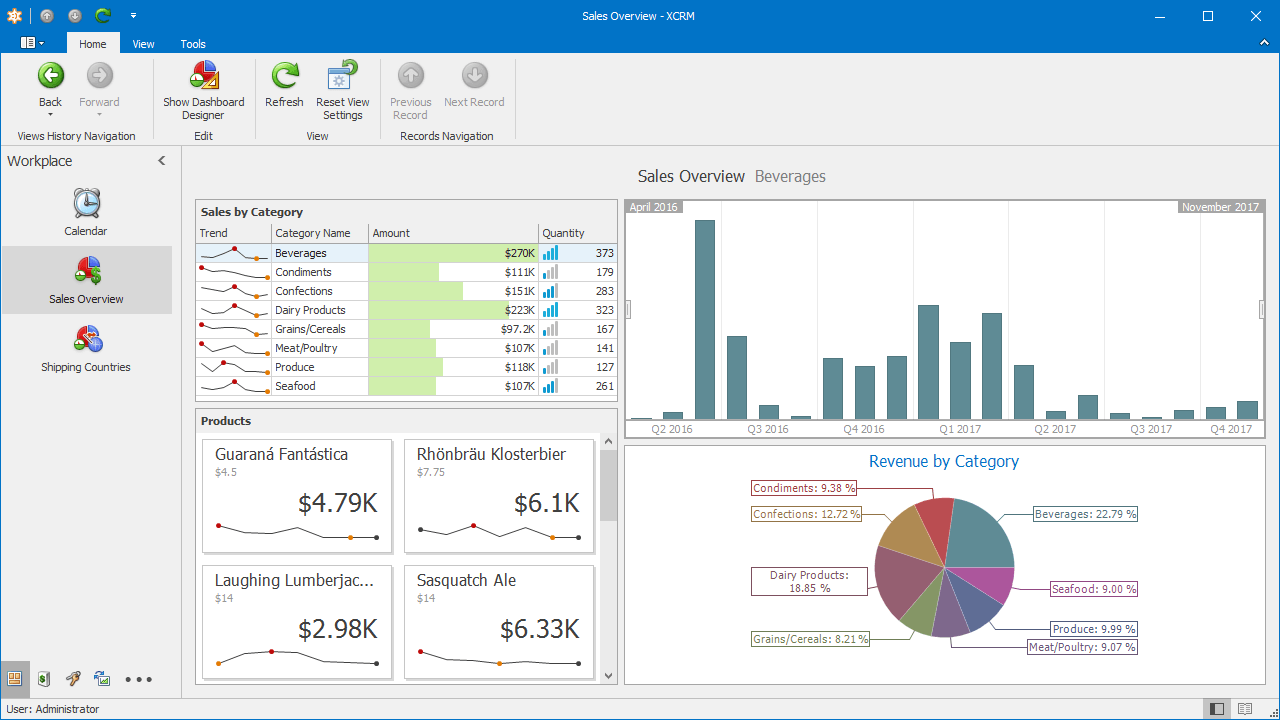 Sales Overview - XCRM
Home View Tools
Back
Forward
Views History Navigation
Show Dashboard
Designer
Edit
Refresh
Reset View
Settings
View
Previous
Record
Next Record
Records Navigation
Workplace
Calendar
Sales Overview
Shipping Countries
Sales Overview Beverages
Sales by Category
Trend Category Name Amount Quantity
Beverages $270K 373
Condiments $111K 179
Confections $151K 283
Dairy Products $223K 323
Grains/Cereals $97.2K 167
Meat/Poultry $107K 141
Produce $118K 127
Seafood $107K 261
Products
Guaraná Fantástica
$4.5
$4.79K
Rhönbräu Klosterbier
$7.75
$6.1K
Laughing Lumberjac...
$14
$2.98K
Sasquatch Ale
$14
$6.33K
April 2016 November 2017
Q2 2016 Q3 2016 Q4 2016 Q1 2017 Q2 2017 Q3 2017 Q4 2017
Revenue by Category
Condiments: 9.38 %
Confections: 12.72 %
Beverages: 22.79 %
Dairy Products:
18.85 %
Seafood: 9.00 %
Produce: 9.99 %
Grains/Cereals: 8.21 %
Meat/Poultry: 9.07 %
User: Administrator